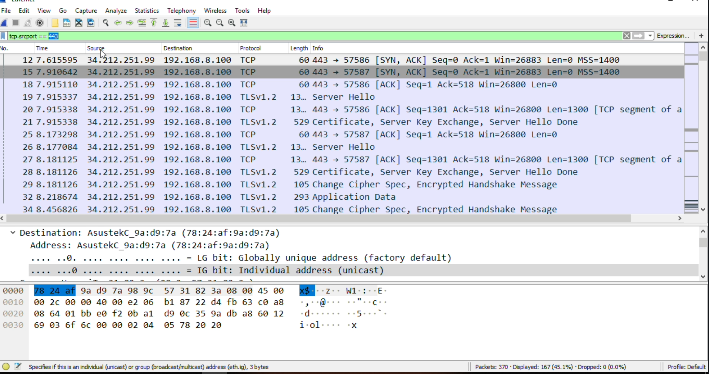 File Edit View Go Capture Analyze Statistics Telephony Wireless Tools Help
tcp.srcport == 443
Expression… +
No. Time Source Destination Protocol Length Info
12 7.615595 34.212.251.99 192.168.8.100 TCP 60 443 → 57586 [SYN, ACK] Seq=0 Ack=1 Win=26883 Len=0 MSS=1400
15 7.910642 34.212.251.99 192.168.8.100 TCP 60 443 → 57587 [SYN, ACK] Seq=0 Ack=1 Win=26883 Len=0 MSS=1400
18 7.915110 34.212.251.99 192.168.8.100 TCP 60 443 → 57586 [ACK] Seq=1 Ack=518 Win=26800 Len=0
19 7.915337 34.212.251.99 192.168.8.100 TLSv1.2 13… Server Hello
20 7.915338 34.212.251.99 192.168.8.100 TCP 13… 443 → 57586 [ACK] Seq=1301 Ack=518 Win=26800 Len=1300 [TCP segment of a
21 7.915338 34.212.251.99 192.168.8.100 TLSv1.2 529 Certificate, Server Key Exchange, Server Hello Done
25 8.173298 34.212.251.99 192.168.8.100 TCP 60 443 → 57587 [ACK] Seq=1 Ack=518 Win=26800 Len=0
26 8.177084 34.212.251.99 192.168.8.100 TLSv1.2 13… Server Hello
27 8.181125 34.212.251.99 192.168.8.100 TCP 13… 443 → 57587 [ACK] Seq=1301 Ack=518 Win=26800 Len=1300 [TCP segment of a
28 8.181126 34.212.251.99 192.168.8.100 TLSv1.2 529 Certificate, Server Key Exchange, Server Hello Done
29 8.181126 34.212.251.99 192.168.8.100 TLSv1.2 105 Change Cipher Spec, Encrypted Handshake Message
32 8.218674 34.212.251.99 192.168.8.100 TLSv1.2 293 Application Data
34 8.456826 34.212.251.99 192.168.8.100 TLSv1.2 105 Change Cipher Spec, Encrypted Handshake Message
Destination: AsustekC_9a:d9:7a (78:24:af:9a:d9:7a)
Address: AsustekC_9a:d9:7a (78:24:af:9a:d9:7a)
.... ..0. .... .... .... .... = LG bit: Globally unique address (factory default)
.... ...0 .... .... .... .... = IG bit: Individual address (unicast)
0000 78 24 af 9a d9 7a 98 9c 57 31 82 3a 08 00 45 00 x$···z·· W1·:··E·
0010 00 2c 00 00 40 00 e2 06 b1 87 22 d4 fb 63 c0 a8 ·,··@··· ··"··c··
0020 08 64 01 bb e0 f2 0b a1 d9 0c 35 9a db a8 60 12 ·d······ ··5···`·
0030 69 03 6f 6c 00 00 02 04 05 78 20 20 i·ol···· ·x
Specifies if this is an individual (unicast) or group (broadcast/multicast) address (eth.ig), 3 bytes
Packets: 370 · Displayed: 167 (45.1%) · Dropped: 0 (0.0%)
Profile: Default